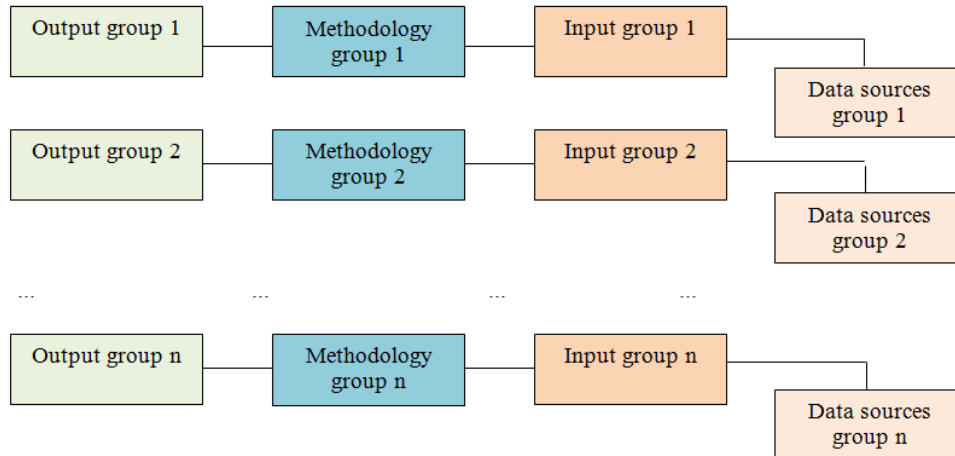 Output group 1
Methodology
group 1
Input group 1
Data sources
group 1
Output group 2
Methodology
group 2
Input group 2
Data sources
group 2
... ... ... ...
Output group n
Methodology
group n
Input group n
Data sources
group n